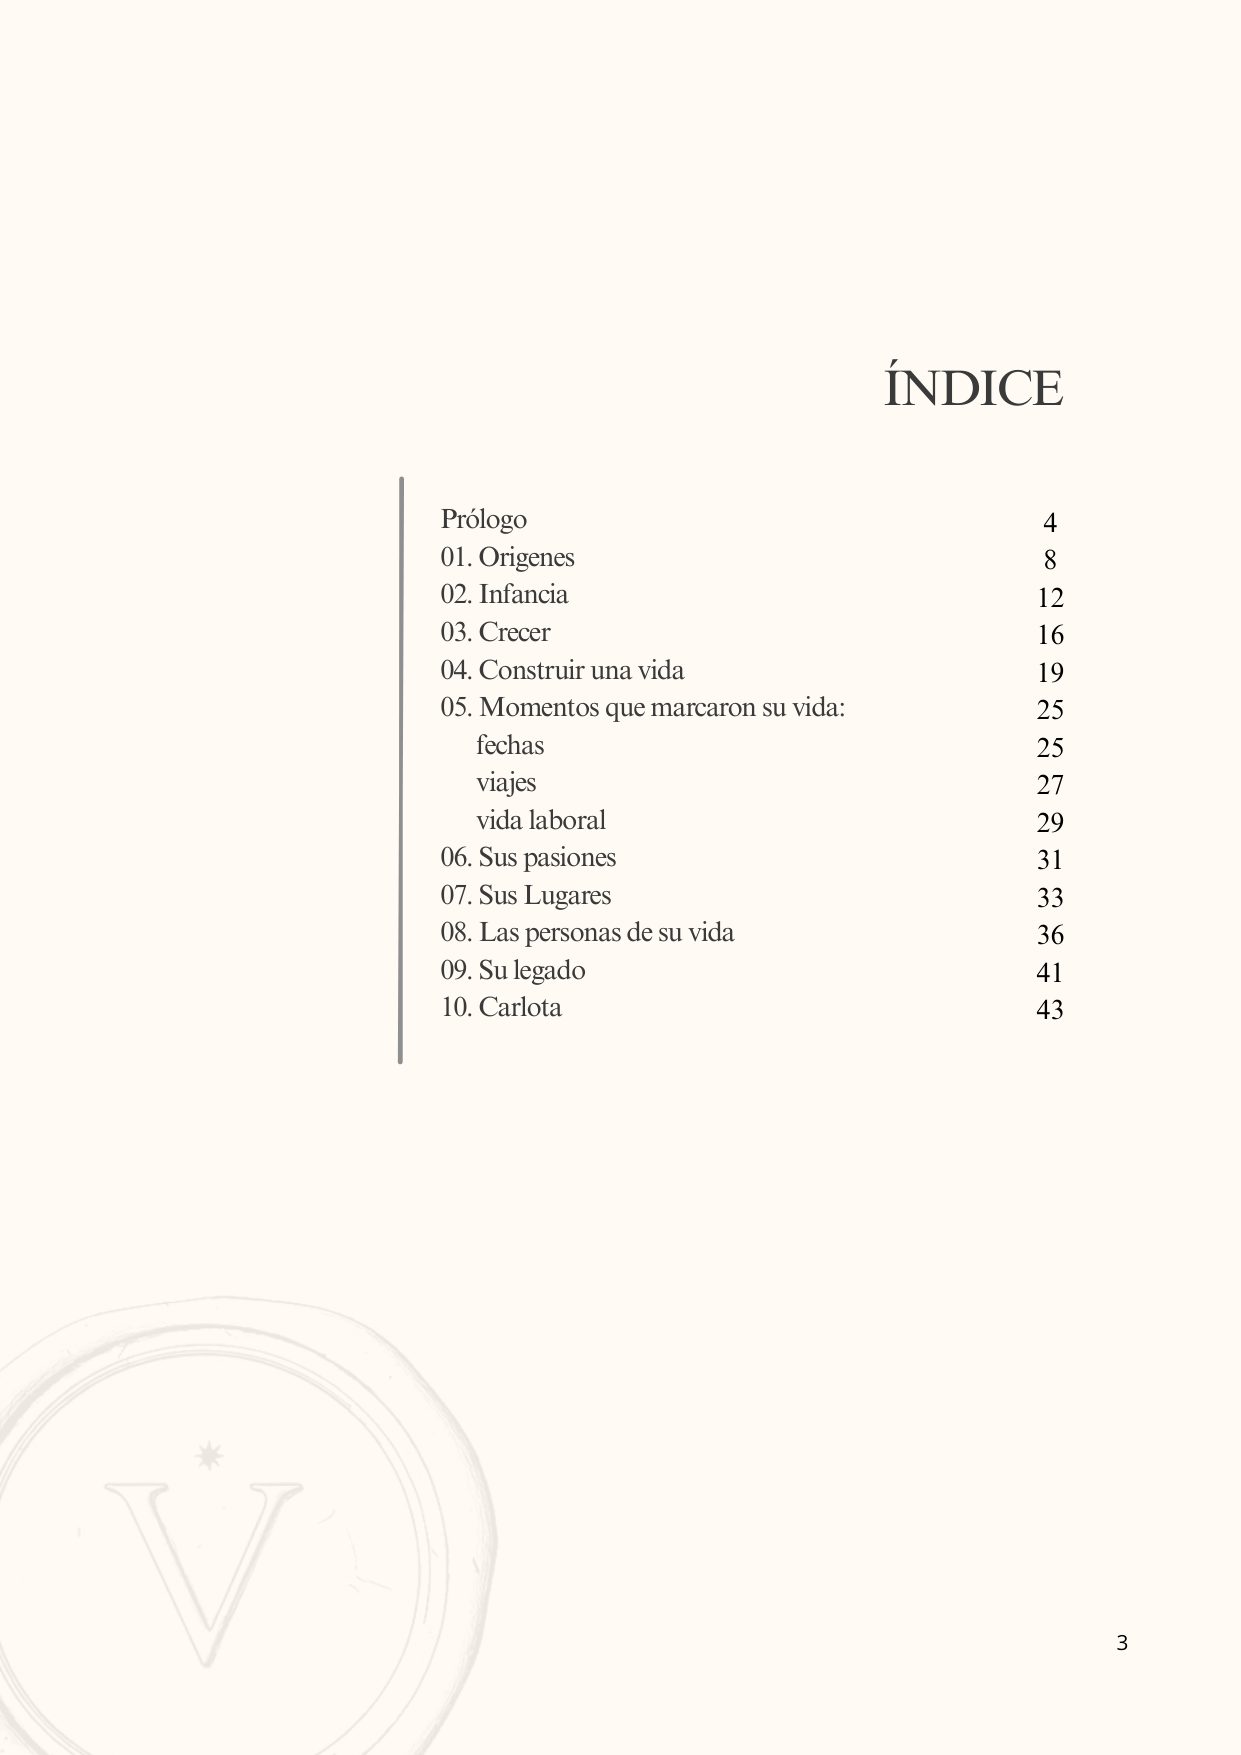 ÍNDICE
Prólogo 4
01. Origenes 8
02. Infancia 12
03. Crecer 16
04. Construir una vida 19
05. Momentos que marcaron su vida: 25
fechas 25
viajes 27
vida laboral 29
06. Sus pasiones 31
07. Sus Lugares 33
08. Las personas de su vida 36
09. Su legado 41
10. Carlota 43
V
3